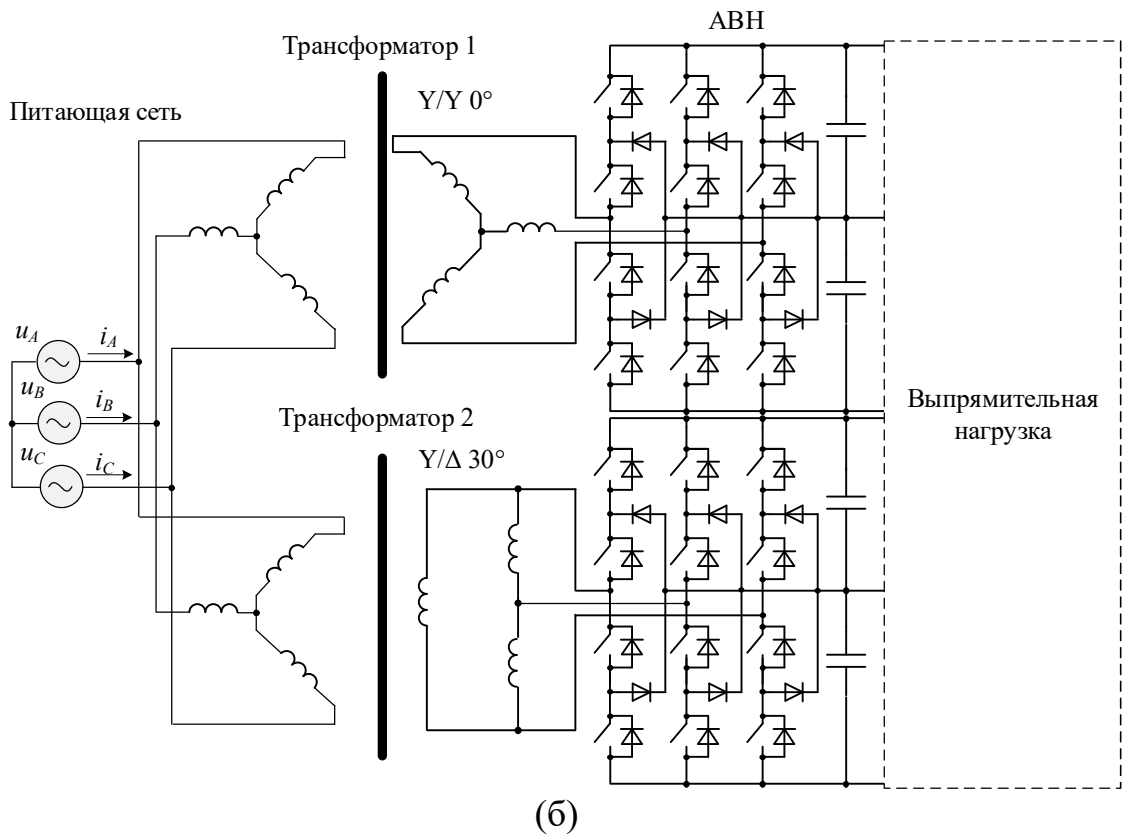 АВН
Трансформатор 1
Y/Y 0°
Питающая сеть
u_A
i_A
u_B
i_B
u_C
i_C
Трансформатор 2
Y/Δ 30°
Выпрямительная
нагрузка
(б)